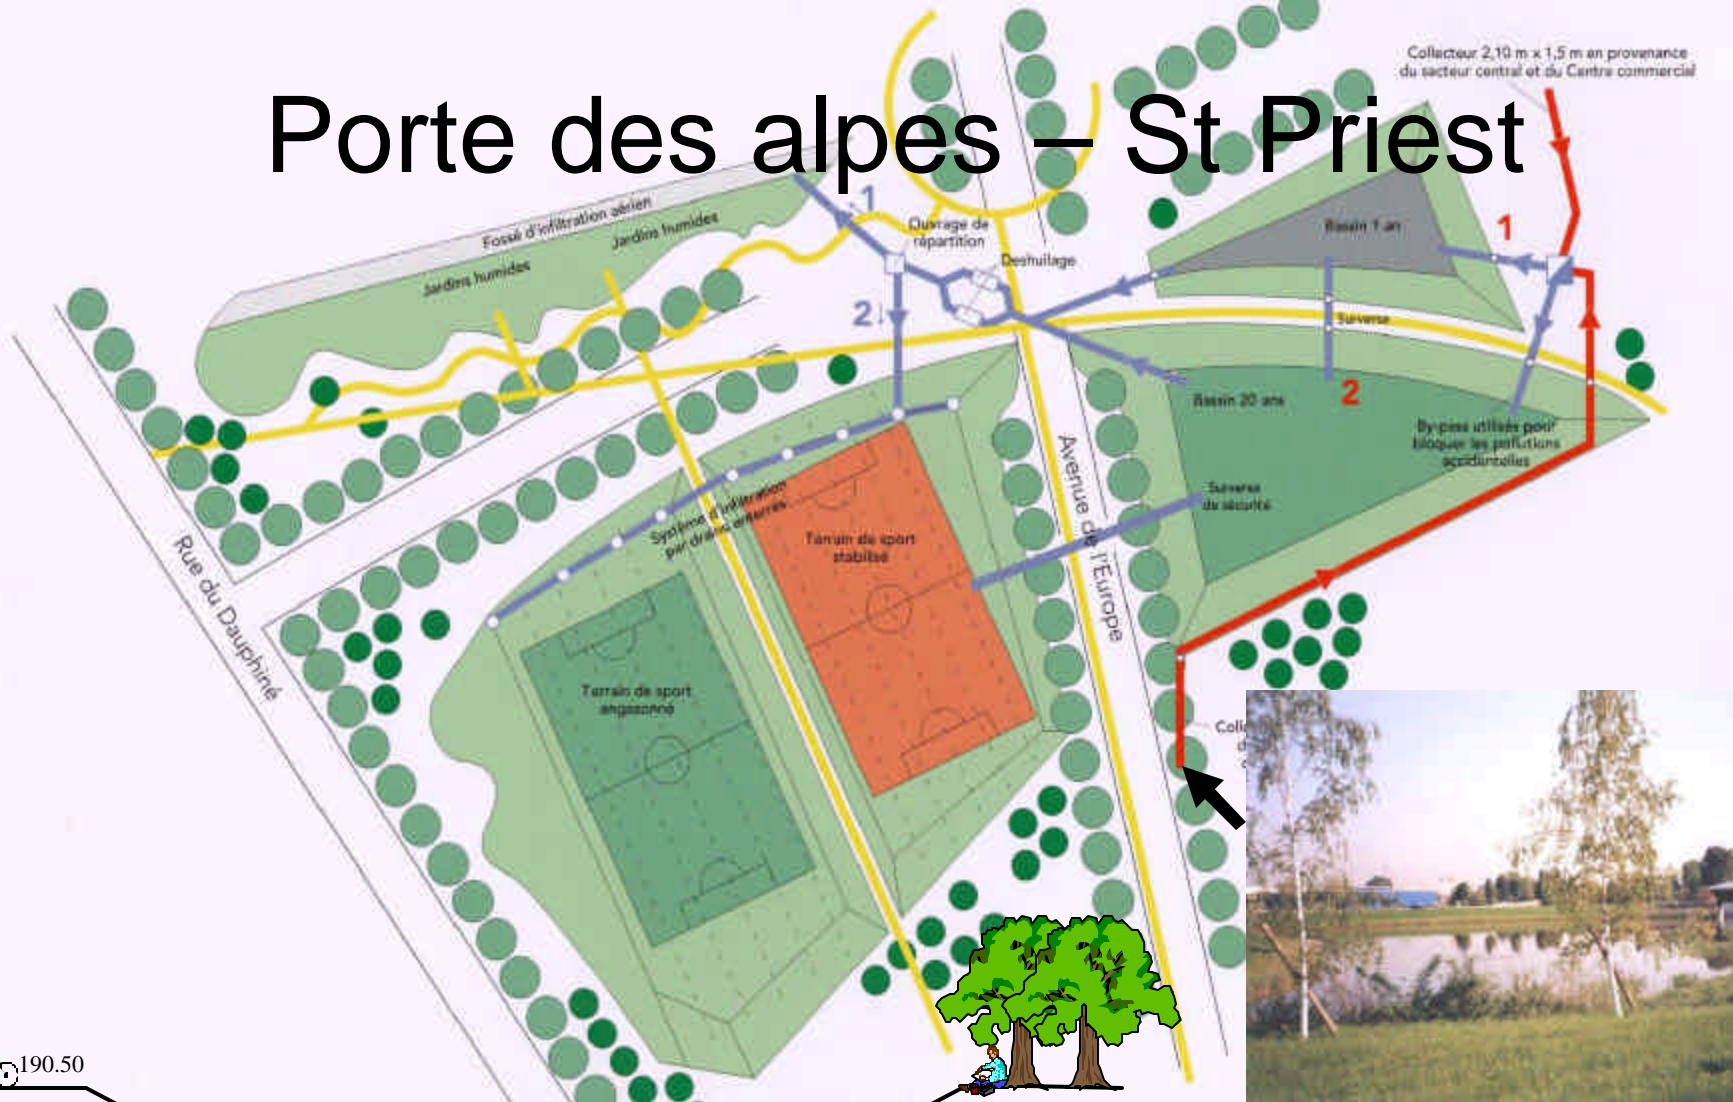 Porte des alpes – St Priest
Collecteur 2,10 m x 1,5 m en provenance
du secteur central et du Centre commercial
Fossé d'infiltration aérien
Jardins humides
Jardins humides
1
Ouvrage de
répartition
Deshuilage
2
Bassin 1 an
1
Surverse
2
Bassin 20 ans
By-pass utilisés pour
bloquer les pollutions
accidentelles
Surverse
de sécurité
Système d'infiltration
par drains enterrés
Terrain de sport
stabilisé
Avenue de l'Europe
Rue du Dauphiné
Terrain de sport
engazonné
190.50